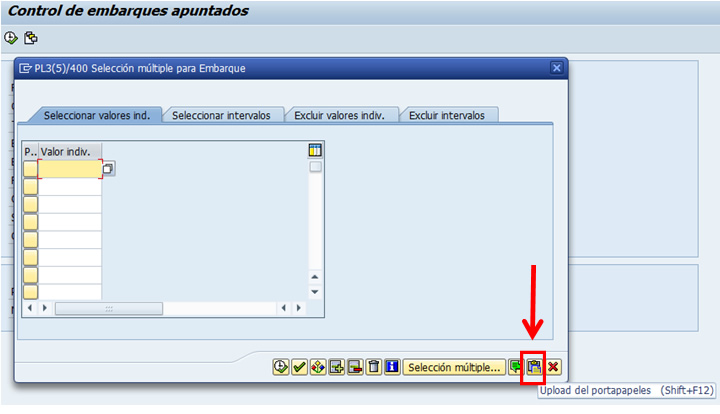 Control de embarques apuntados
PL3(5)/400 Selección múltiple para Embarque
Seleccionar valores ind.
Seleccionar intervalos
Excluir valores indiv.
Excluir intervalos
P.. Valor indiv.
Selección múltiple...
Upload del portapapeles (Shift+F12)